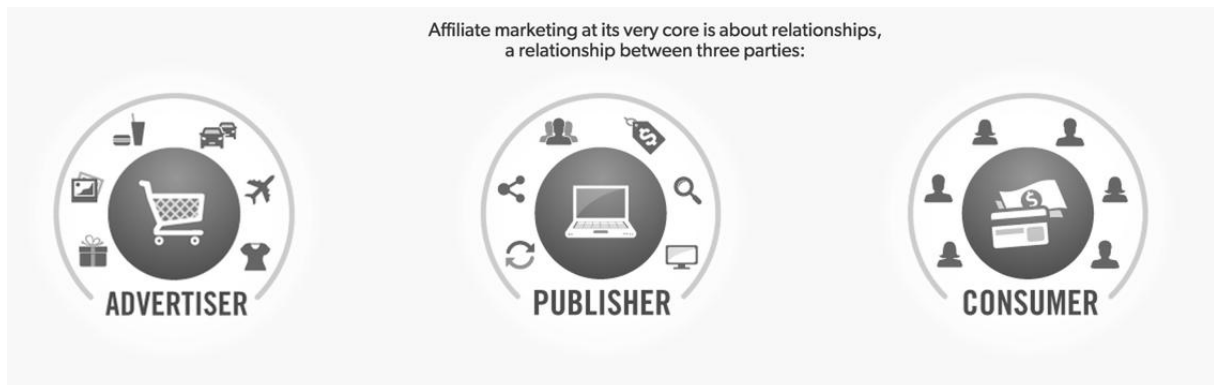 Affiliate marketing at its very core is about relationships,
a relationship between three parties:
ADVERTISER
PUBLISHER
CONSUMER